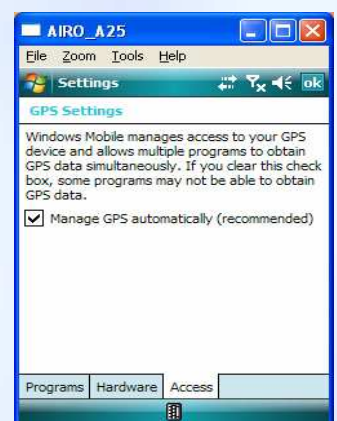 AIRO_A25
File Zoom Tools Help
Settings ok
GPS Settings
Windows Mobile manages access to your GPS
device and allows multiple programs to obtain
GPS data simultaneously. If you clear this check
box, some programs may not be able to obtain
GPS data.
Manage GPS automatically (recommended)
Programs Hardware Access